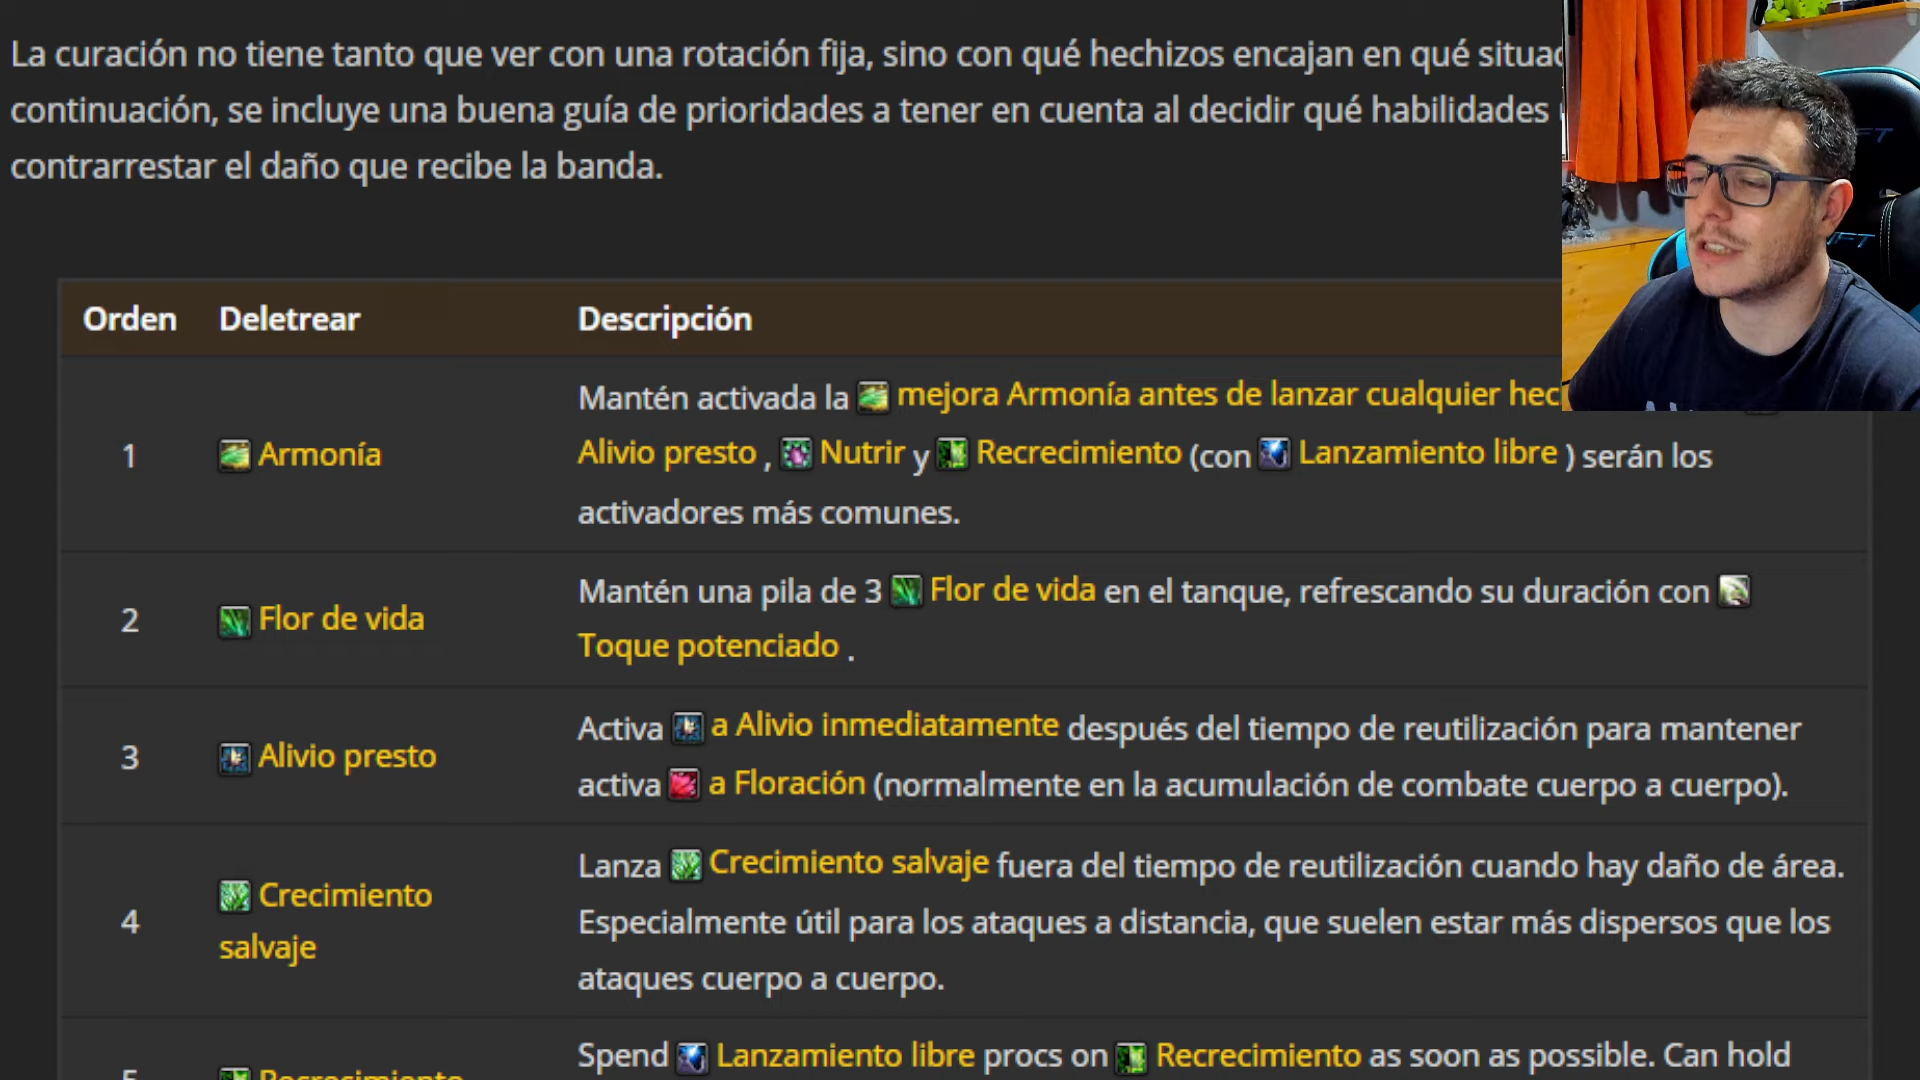 La curación no tiene tanto que ver con una rotación fija, sino con qué hechizos encajan en qué
continuación, se incluye una buena guía de prioridades a tener en cuenta al decidir qué habilidades
contrarrestar el daño que recibe la banda.
Orden Deletrear Descripción
Mantén activada la mejora Armonía antes de lanzar cualquier
1 Armonía Alivio presto , Nutrir y Recrecimiento (con Lanzamiento libre ) serán los
activadores más comunes.
2 Flor de vida Mantén una pila de 3 Flor de vida en el tanque, refrescando su duración con
Toque potenciado .
3 Alivio presto Activa a Alivio inmediatamente después del tiempo de reutilización para mantener
activa a Floración (normalmente en la acumulación de combate cuerpo a cuerpo).
Lanza Crecimiento salvaje fuera del tiempo de reutilización cuando hay daño de área.
4 Crecimiento salvaje Especialmente útil para los ataques a distancia, que suelen estar más dispersos que los
ataques cuerpo a cuerpo.
5 Recrecimiento Spend Lanzamiento libre procs on Recrecimiento as soon as possible. Can hold